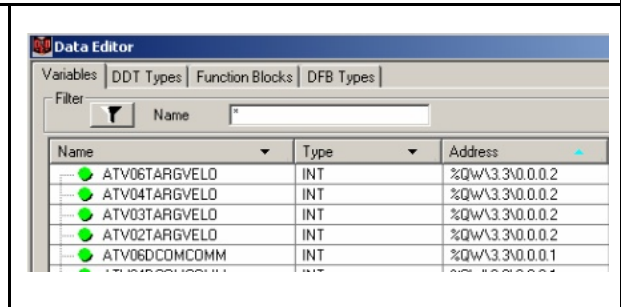 Data Editor
Variables DDT Types Function Blocks DFB Types
Filter
Name *
Name Type Address
ATV06TARGVELO INT %QW\3.3\0.0.0.2
ATV04TARGVELO INT %QW\3.3\0.0.0.2
ATV03TARGVELO INT %QW\3.3\0.0.0.2
ATV02TARGVELO INT %QW\3.3\0.0.0.2
ATV06DCOMCOMM INT %QW\3.3\0.0.0.1